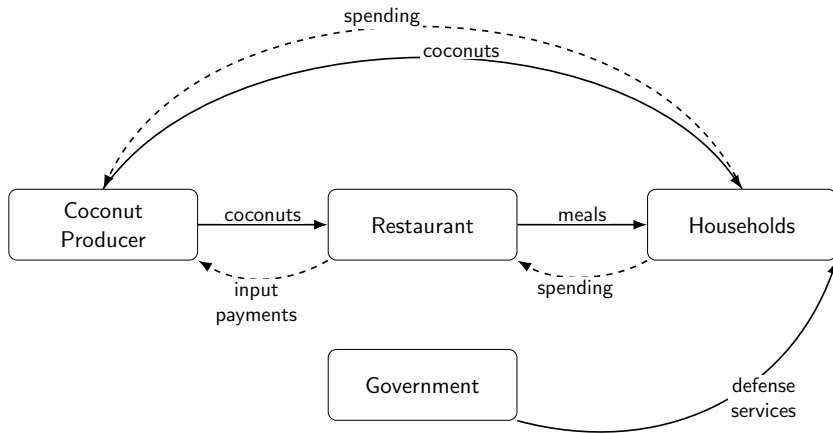 spending
coconuts
Coconut
Producer
coconuts
Restaurant
meals
Households
input
payments
spending
Government
defense
services